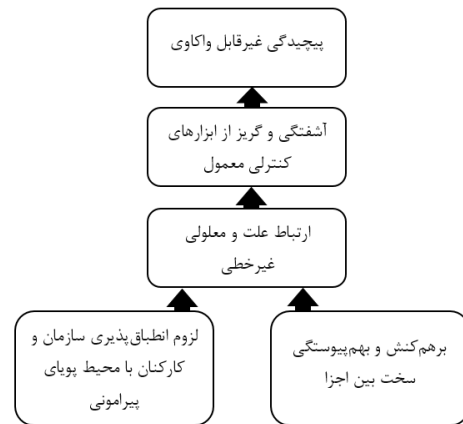 پیچیدگی غیرقابل واکاوی
آشفتگی و گریز از ابزارهای
کنترلی معمول
ارتباط علت و معلولی
غیرخطی
برهم‌کنش و بهم‌پیوستگی
سخت بین اجزا
لزوم انطباق‌پذیری سازمان و
کارکنان با محیط پویای
پیرامونی